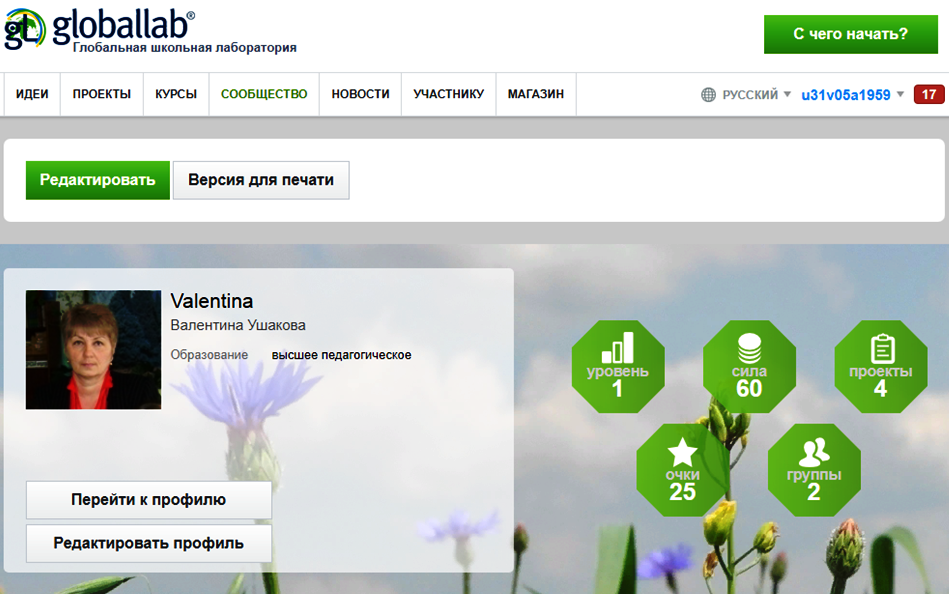 gL globallab®
Глобальная школьная лаборатория
С чего начать?
ИДЕИ ПРОЕКТЫ КУРСЫ СООБЩЕСТВО НОВОСТИ УЧАСТНИКУ МАГАЗИН РУССКИЙ u31v05a1959 17
Редактировать Версия для печати
Valentina
Валентина Ушакова
Образование высшее педагогическое
Перейти к профилю
Редактировать профиль
уровень
1
сила
60
проекты
4
очки
25
группы
2